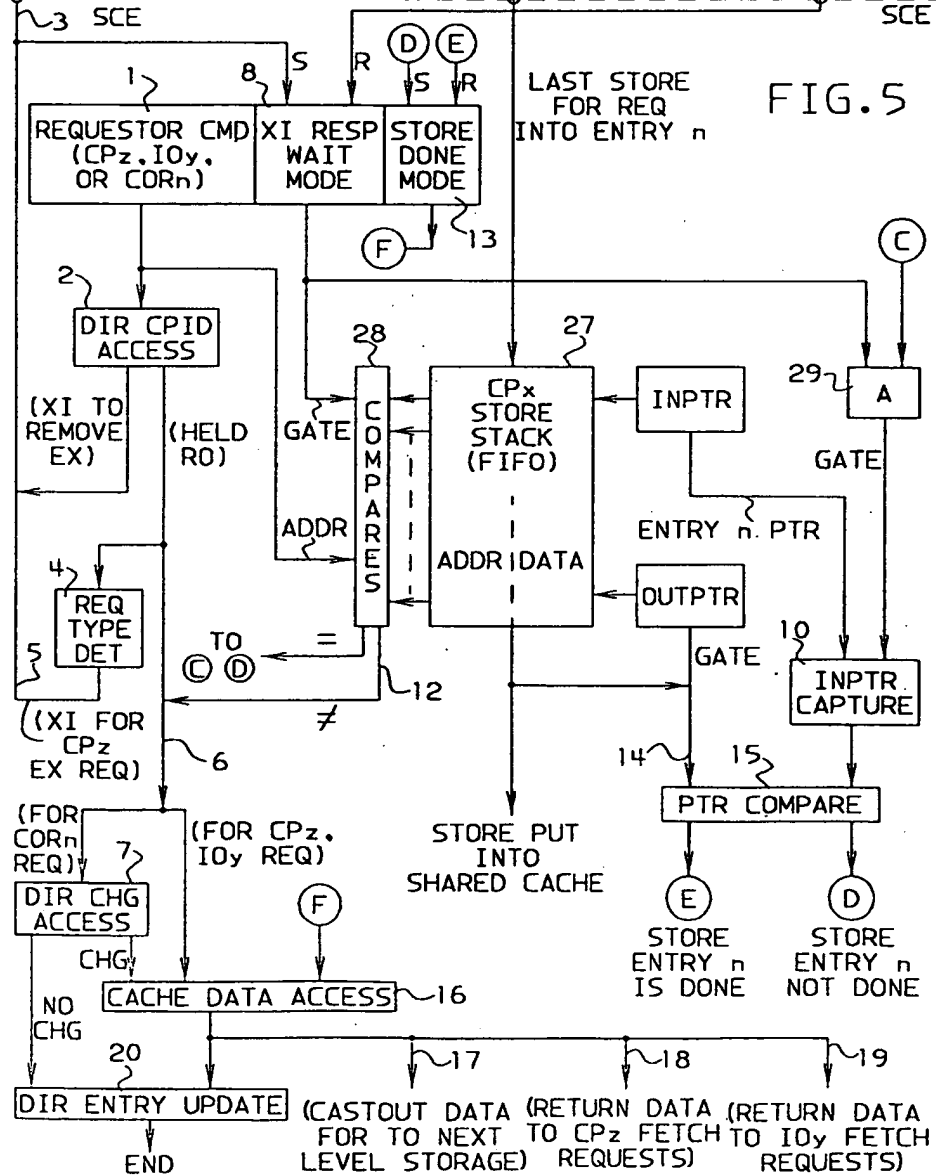 3
SCE
SCE
D
E
S
R
S
R
1
8
LAST STORE
FOR REQ
INTO ENTRY n
FIG.5
REQUESTOR CMD
(CPz,IOy,
OR CORn)
XI RESP
WAIT
MODE
STORE
DONE
MODE
13
F
C
2
DIR CPID
ACCESS
28
27
29
A
(XI TO
REMOVE
EX)
(HELD
RO)
GATE
COMPARES
CPx
STORE
STACK
(FIFO)
INPTR
GATE
ENTRY n. PTR
ADDR
ADDR DATA
OUTPTR
4
REQ
TYPE
DET
TO
C D
=
GATE
10
INPTR
CAPTURE
5
12
≠
(XI FOR
CPz
EX REQ)
6
14
15
PTR COMPARE
(FOR
CORn
REQ)
(FOR CPz,
IOy REQ)
STORE PUT
INTO
SHARED CACHE
7
DIR CHG
ACCESS
F
E
D
STORE
ENTRY n
IS DONE
STORE
ENTRY n
NOT DONE
CHG
CACHE DATA ACCESS
16
NO
CHG
17
18
19
20
DIR ENTRY UPDATE
(CASTOUT DATA
FOR TO NEXT
LEVEL STORAGE)
(RETURN DATA
TO CPz FETCH
REQUESTS)
(RETURN DATA
TO IOy FETCH
REQUESTS)
END